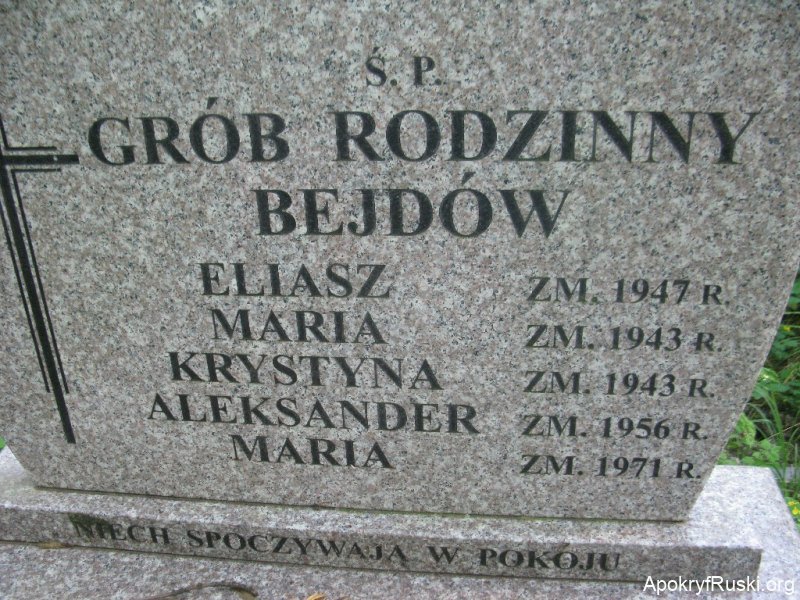 Ś. P.
GRÓB RODZINNY
BEJDÓW
ELIASZ ZM. 1947 R.
MARIA ZM. 1943 R.
KRYSTYNA ZM. 1943 R.
ALEKSANDER ZM. 1956 R.
MARIA ZM. 1971 R.
NIECH SPOCZYWAJĄ W POKOJU
ApokryfRuski.org